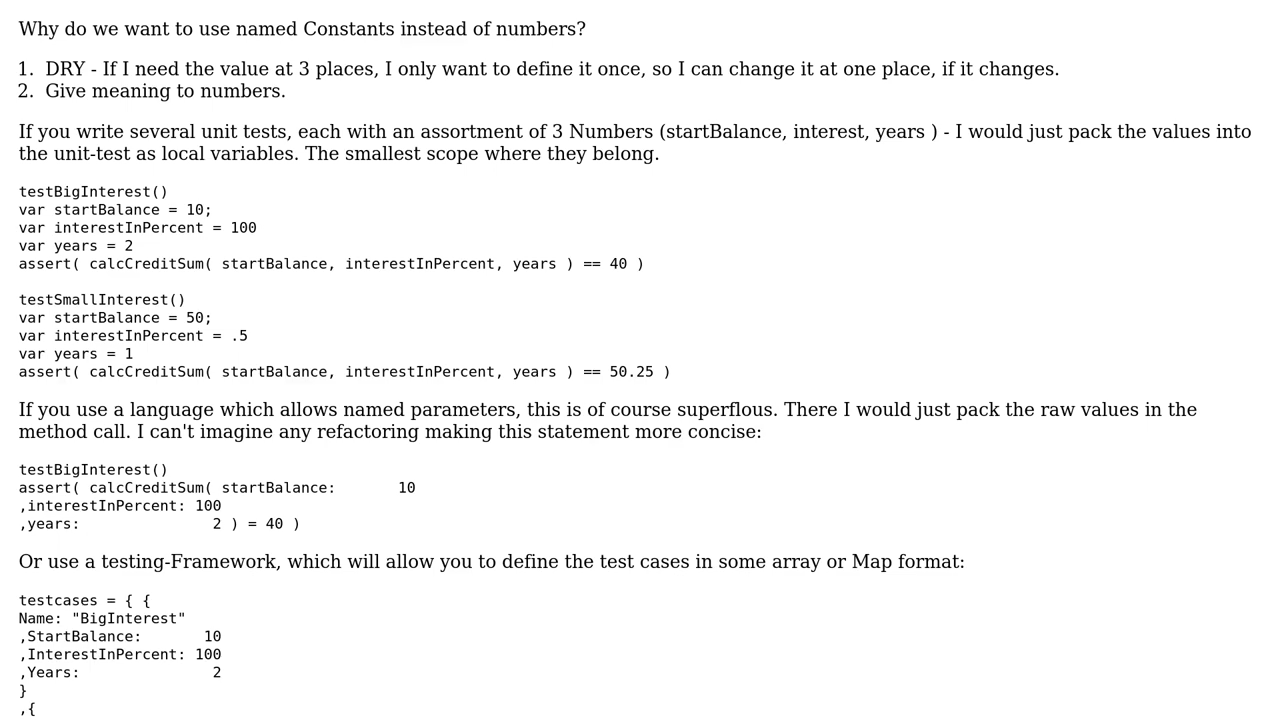 Why do we want to use named Constants instead of numbers?
1. DRY - If I need the value at 3 places, I only want to define it once, so I can change it at one place, if it changes.
2. Give meaning to numbers.
If you write several unit tests, each with an assortment of 3 Numbers (startBalance, interest, years ) - I would just pack the values into
the unit-test as local variables. The smallest scope where they belong.
testBigInterest()
var startBalance = 10;
var interestInPercent = 100
var years = 2
assert( calcCreditSum( startBalance, interestInPercent, years ) == 40 )
testSmallInterest()
var startBalance = 50;
var interestInPercent = .5
var years = 1
assert( calcCreditSum( startBalance, interestInPercent, years ) == 50.25 )
If you use a language which allows named parameters, this is of course superflous. There I would just pack the raw values in the
method call. I can't imagine any refactoring making this statement more concise:
testBigInterest()
assert( calcCreditSum( startBalance:       10
,interestInPercent: 100
,years:               2 ) = 40 )
Or use a testing-Framework, which will allow you to define the test cases in some array or Map format:
testcases = { {
Name: "BigInterest"
,StartBalance:       10
,InterestInPercent: 100
,Years:               2
}
,{